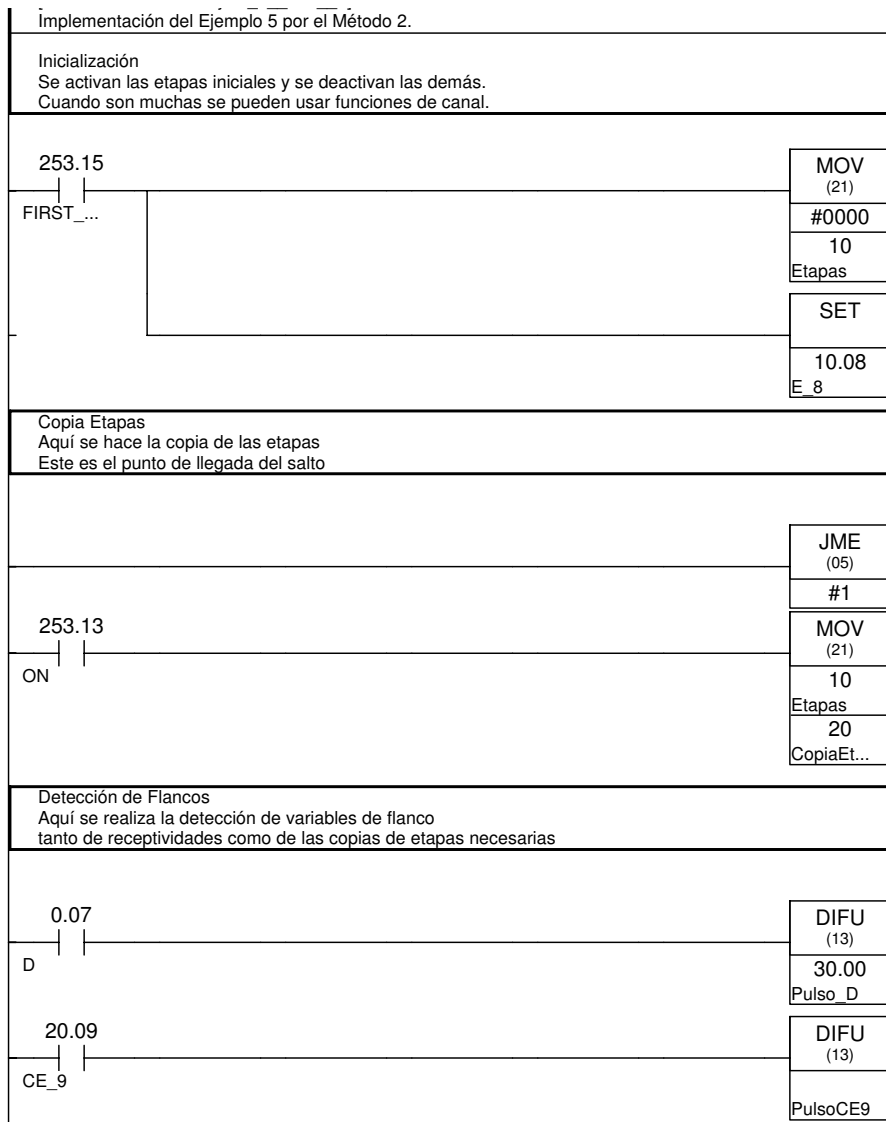 Implementación del Ejemplo 5 por el Método 2.
Inicialización
Se activan las etapas iniciales y se deactivan las demás.
Cuando son muchas se pueden usar funciones de canal.
253.15
FIRST_...
MOV
(21)
#0000
10
Etapas
SET
10.08
E_8
Copia Etapas
Aquí se hace la copia de las etapas
Este es el punto de llegada del salto
JME
(05)
#1
253.13
ON
MOV
(21)
10
Etapas
20
CopiaEt...
Detección de Flancos
Aquí se realiza la detección de variables de flanco
tanto de receptividades como de las copias de etapas necesarias
0.07
D
DIFU
(13)
30.00
Pulso_D
20.09
CE_9
DIFU
(13)
PulsoCE9